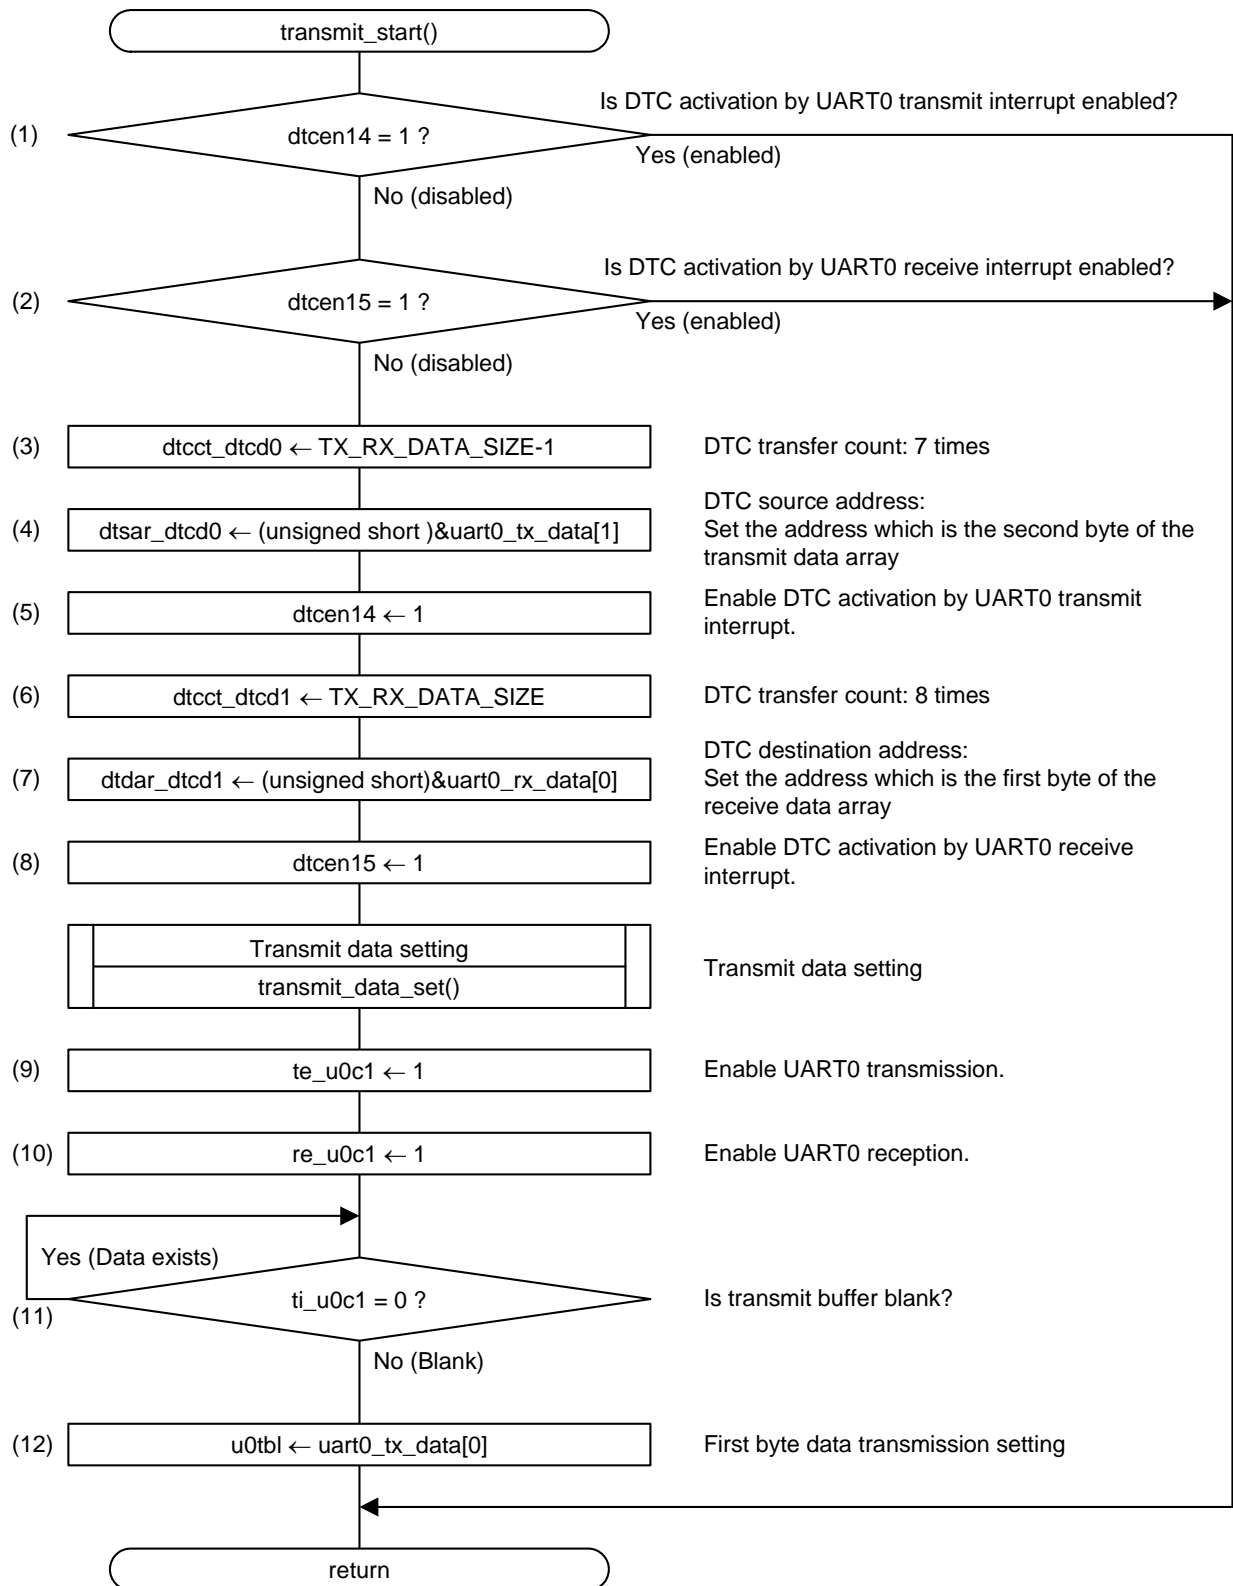 transmit_start()
Is DTC activation by UART0 transmit interrupt enabled?
(1)
dtcen14 = 1 ?
Yes (enabled)
No (disabled)
Is DTC activation by UART0 receive interrupt enabled?
(2)
dtcen15 = 1 ?
Yes (enabled)
No (disabled)
(3)
dtcct_dtcd0 ← TX_RX_DATA_SIZE-1
DTC transfer count: 7 times
(4)
dtsar_dtcd0 ← (unsigned short )&uart0_tx_data[1]
DTC source address:
Set the address which is the second byte of the
transmit data array
(5)
dtcen14 ← 1
Enable DTC activation by UART0 transmit
interrupt.
(6)
dtcct_dtcd1 ← TX_RX_DATA_SIZE
DTC transfer count: 8 times
(7)
dtdar_dtcd1 ← (unsigned short)&uart0_rx_data[0]
DTC destination address:
Set the address which is the first byte of the
receive data array
(8)
dtcen15 ← 1
Enable DTC activation by UART0 receive
interrupt.
Transmit data setting
transmit_data_set()
Transmit data setting
(9)
te_u0c1 ← 1
Enable UART0 transmission.
(10)
re_u0c1 ← 1
Enable UART0 reception.
Yes (Data exists)
(11)
ti_u0c1 = 0 ?
Is transmit buffer blank?
No (Blank)
(12)
u0tbl ← uart0_tx_data[0]
First byte data transmission setting
return